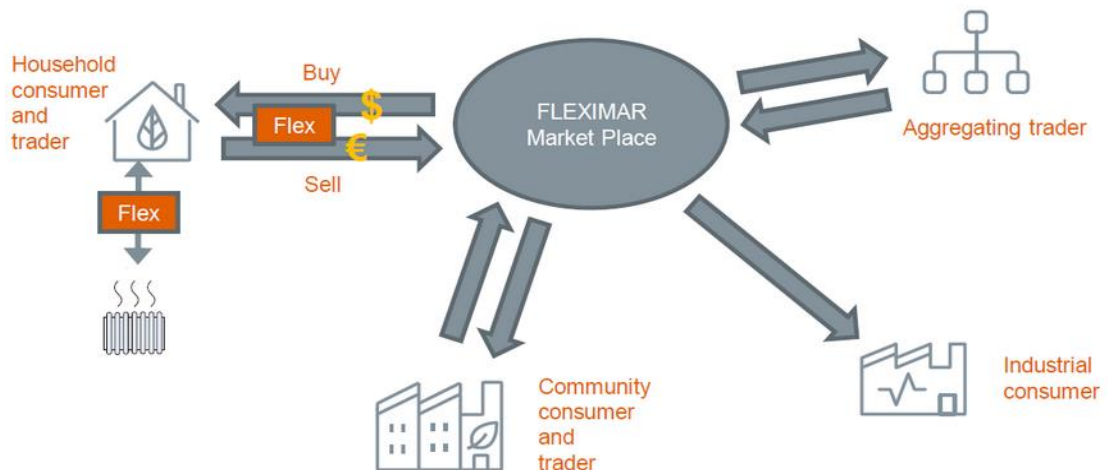 Household
consumer
and
trader
Buy
$
Flex
€
Sell
Flex
FLEXIMAR
Market Place
Aggregating trader
Community
consumer
and
trader
Industrial
consumer